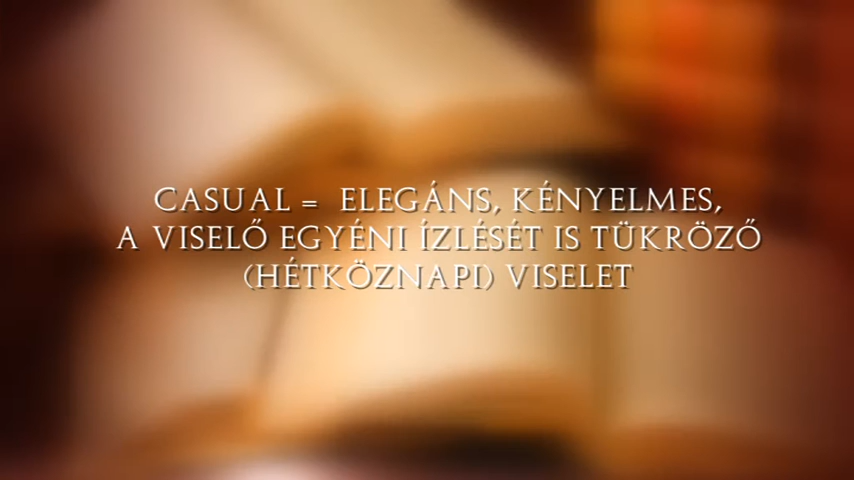 CASUAL = ELEGÁNS, KÉNYELMES,
A VISELŐ EGYÉNI ÍZLÉSÉT IS TÜKRÖZŐ
(HÉTKÖZNAPI) VISELET